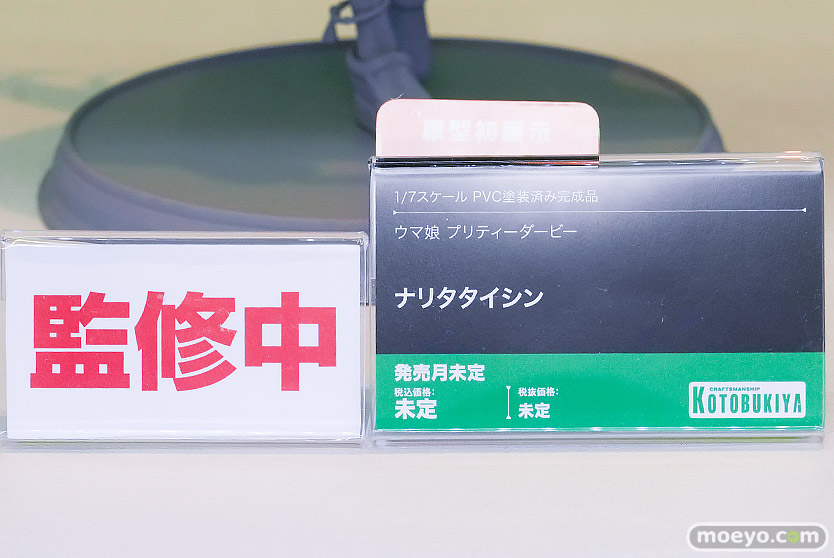 原型初展示
1/7スケール PVC塗装済み完成品
ウマ娘 プリティーダービー
ナリタタイシン
監修中
発売月未定
税込価格:
未定
税抜価格:
未定
CRAFTSMANSHIP
KOTOBUKIYA
moeyo.com